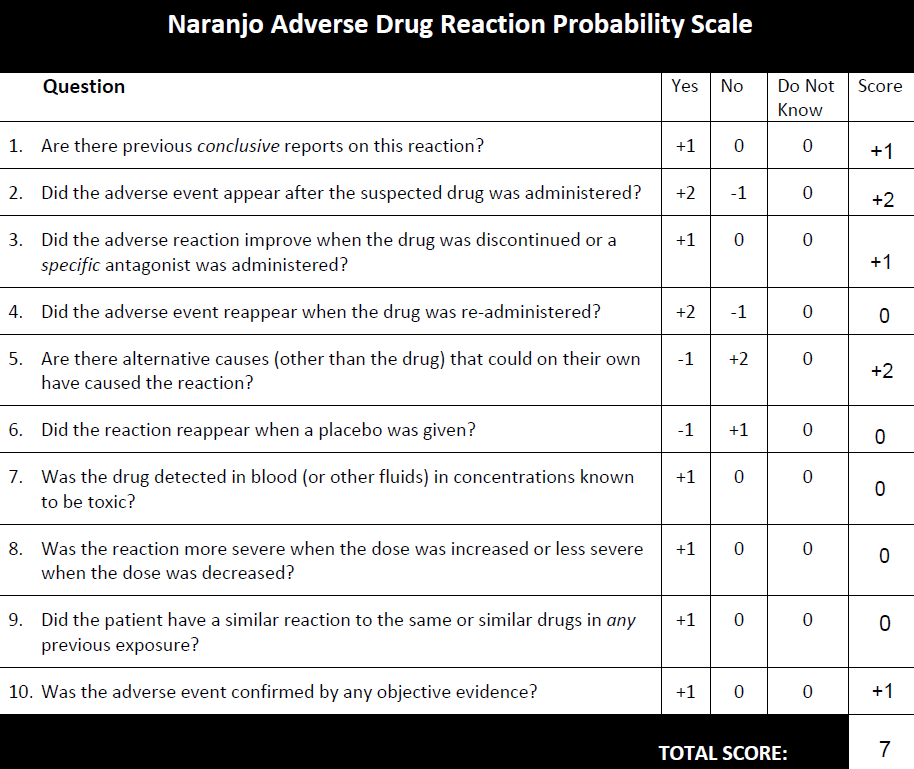 Naranjo Adverse Drug Reaction Probability Scale
Question Yes No Do Not Score
Know
1. Are there previous conclusive reports on this reaction? +1 0 0 +1
2. Did the adverse event appear after the suspected drug was administered? +2 -1 0 +2
3. Did the adverse reaction improve when the drug was discontinued or a +1 0 0
specific antagonist was administered? +1
4. Did the adverse event reappear when the drug was re-administered? +2 -1 0 0
5. Are there alternative causes (other than the drug) that could on their own -1 +2 0
have caused the reaction? +2
6. Did the reaction reappear when a placebo was given? -1 +1 0 0
7. Was the drug detected in blood (or other fluids) in concentrations known +1 0 0
to be toxic? 0
8. Was the reaction more severe when the dose was increased or less severe +1 0 0
when the dose was decreased? 0
9. Did the patient have a similar reaction to the same or similar drugs in any +1 0 0 0
previous exposure?
10. Was the adverse event confirmed by any objective evidence? +1 0 0 +1
TOTAL SCORE: 7